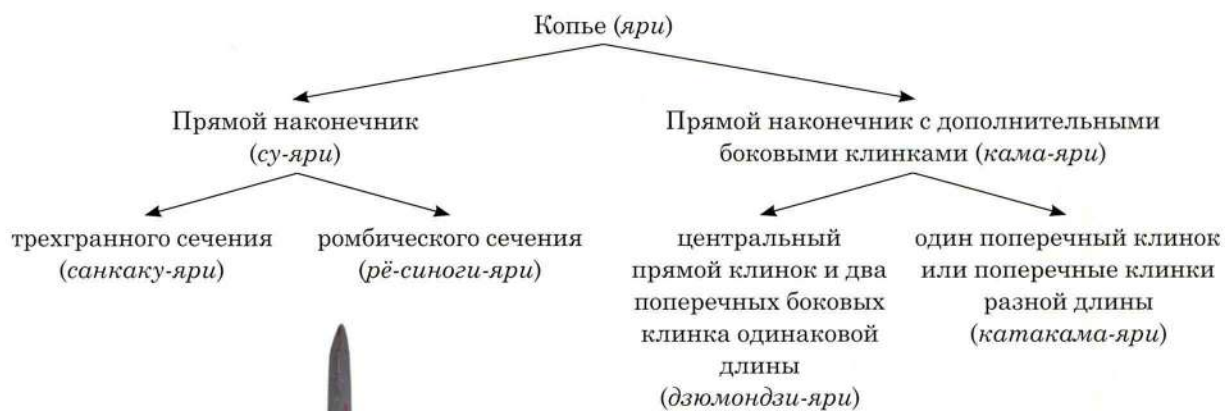 Копье (яри)
Прямой наконечник
(су-яри)
Прямой наконечник с дополнительными
боковыми клинками (кама-яри)
трехгранного сечения
(санкаку-яри)
ромбического сечения
(рё-синоги-яри)
центральный
прямой клинок и два
поперечных боковых
клинка одинаковой
длины
(дзюмондзи-яри)
один поперечный клинок
или поперечные клинки
разной длины
(катакама-яри)